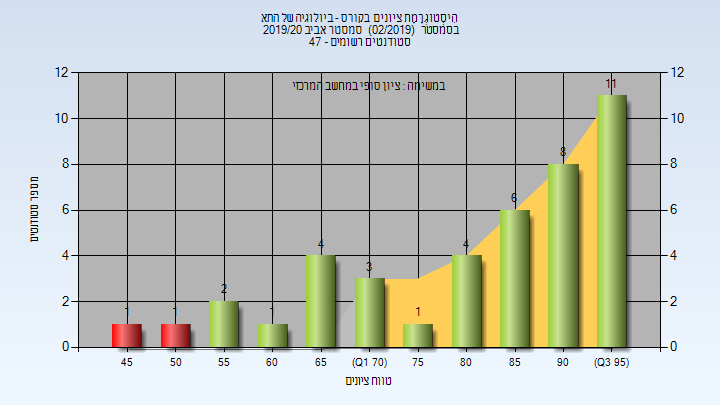 היסטוגרמת ציונים בקורס - ביולוגיה של התא
בסמסטר (02/2019) סמסטר אביב 2019/20
סטודנטים רשומים - 47
במשימה : ציון סופי במחשב המרכזי
מספר סטודנטים
12 12
10 10
8 8
6 6
4 4
2 2
0 0
1 1 2 1 4 3 1 4 6 8 11
45 50 55 60 65 (Q1 70) 75 80 85 90 (Q3 95)
טווח ציונים